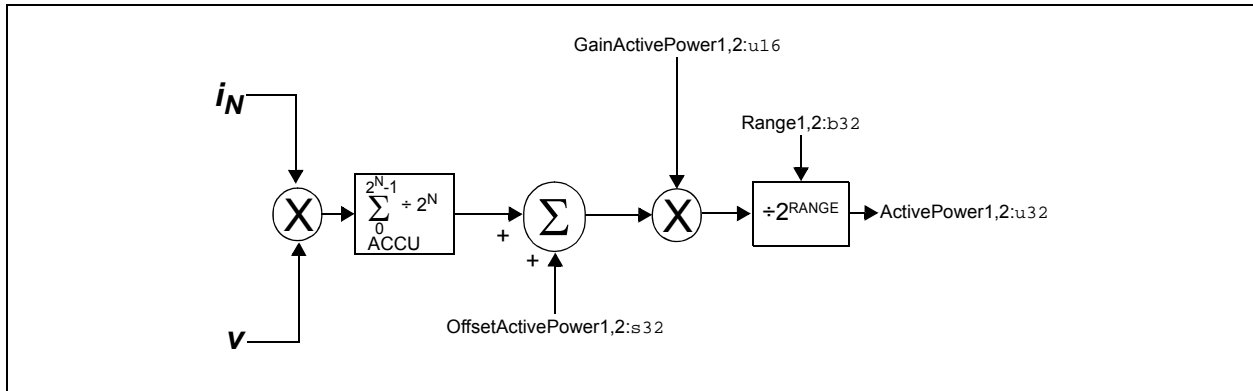 GainActivePower1,2:u16
i_N
Range1,2:b32
X
2^N-1
∑ ÷ 2^N
0
ACCU
+
Σ
+
X
÷2^RANGE
ActivePower1,2:u32
OffsetActivePower1,2:s32
v